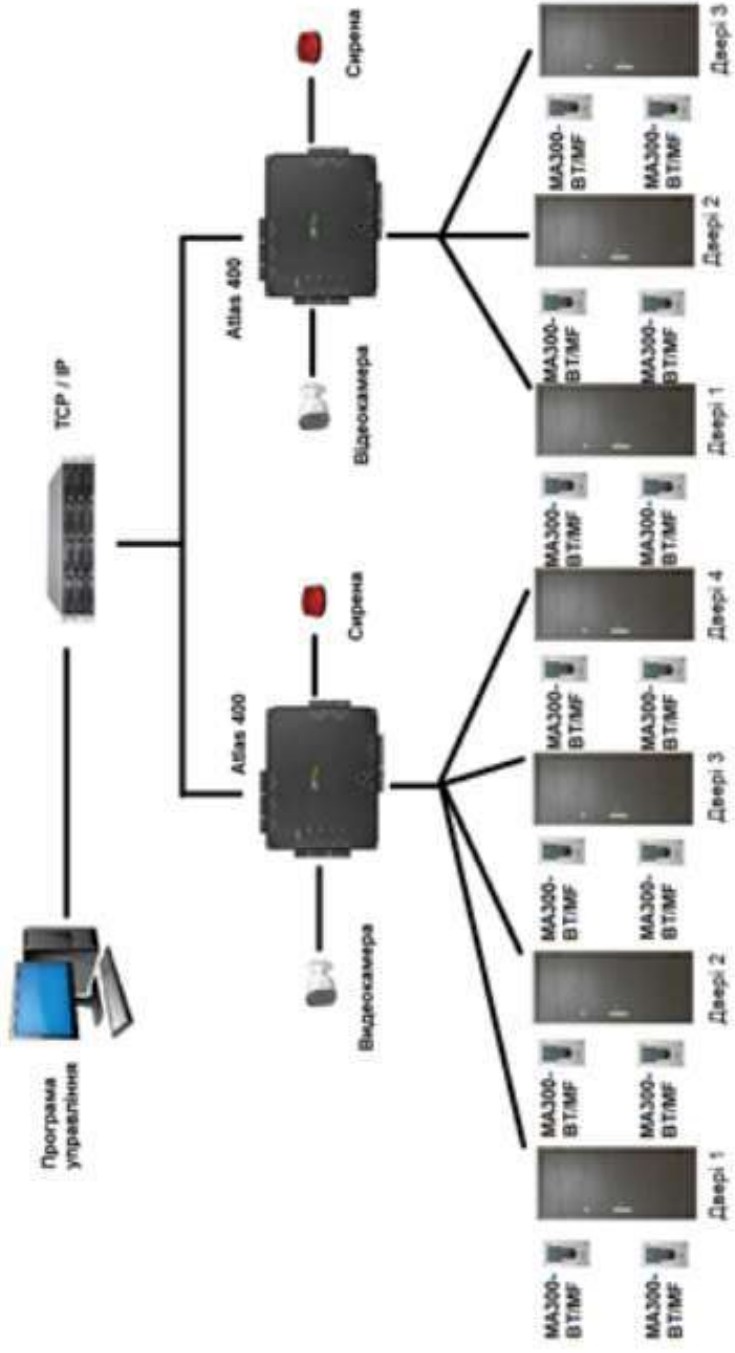 Програма
управління
TCP / IP
Atlas 400
Atlas 400
Видеокамера
Сирена
Відеокамера
Сирена
MA300-
BT/MF
MA300-
BT/MF
MA300-
BT/MF
MA300-
BT/MF
MA300-
BT/MF
MA300-
BT/MF
MA300-
BT/MF
MA300-
BT/MF
MA300-
BT/MF
MA300-
BT/MF
MA300-
BT/MF
MA300-
BT/MF
MA300-
BT/MF
MA300-
BT/MF
Двері 1
Двері 2
Двері 3
Двері 4
Двері 1
Двері 2
Двері 3